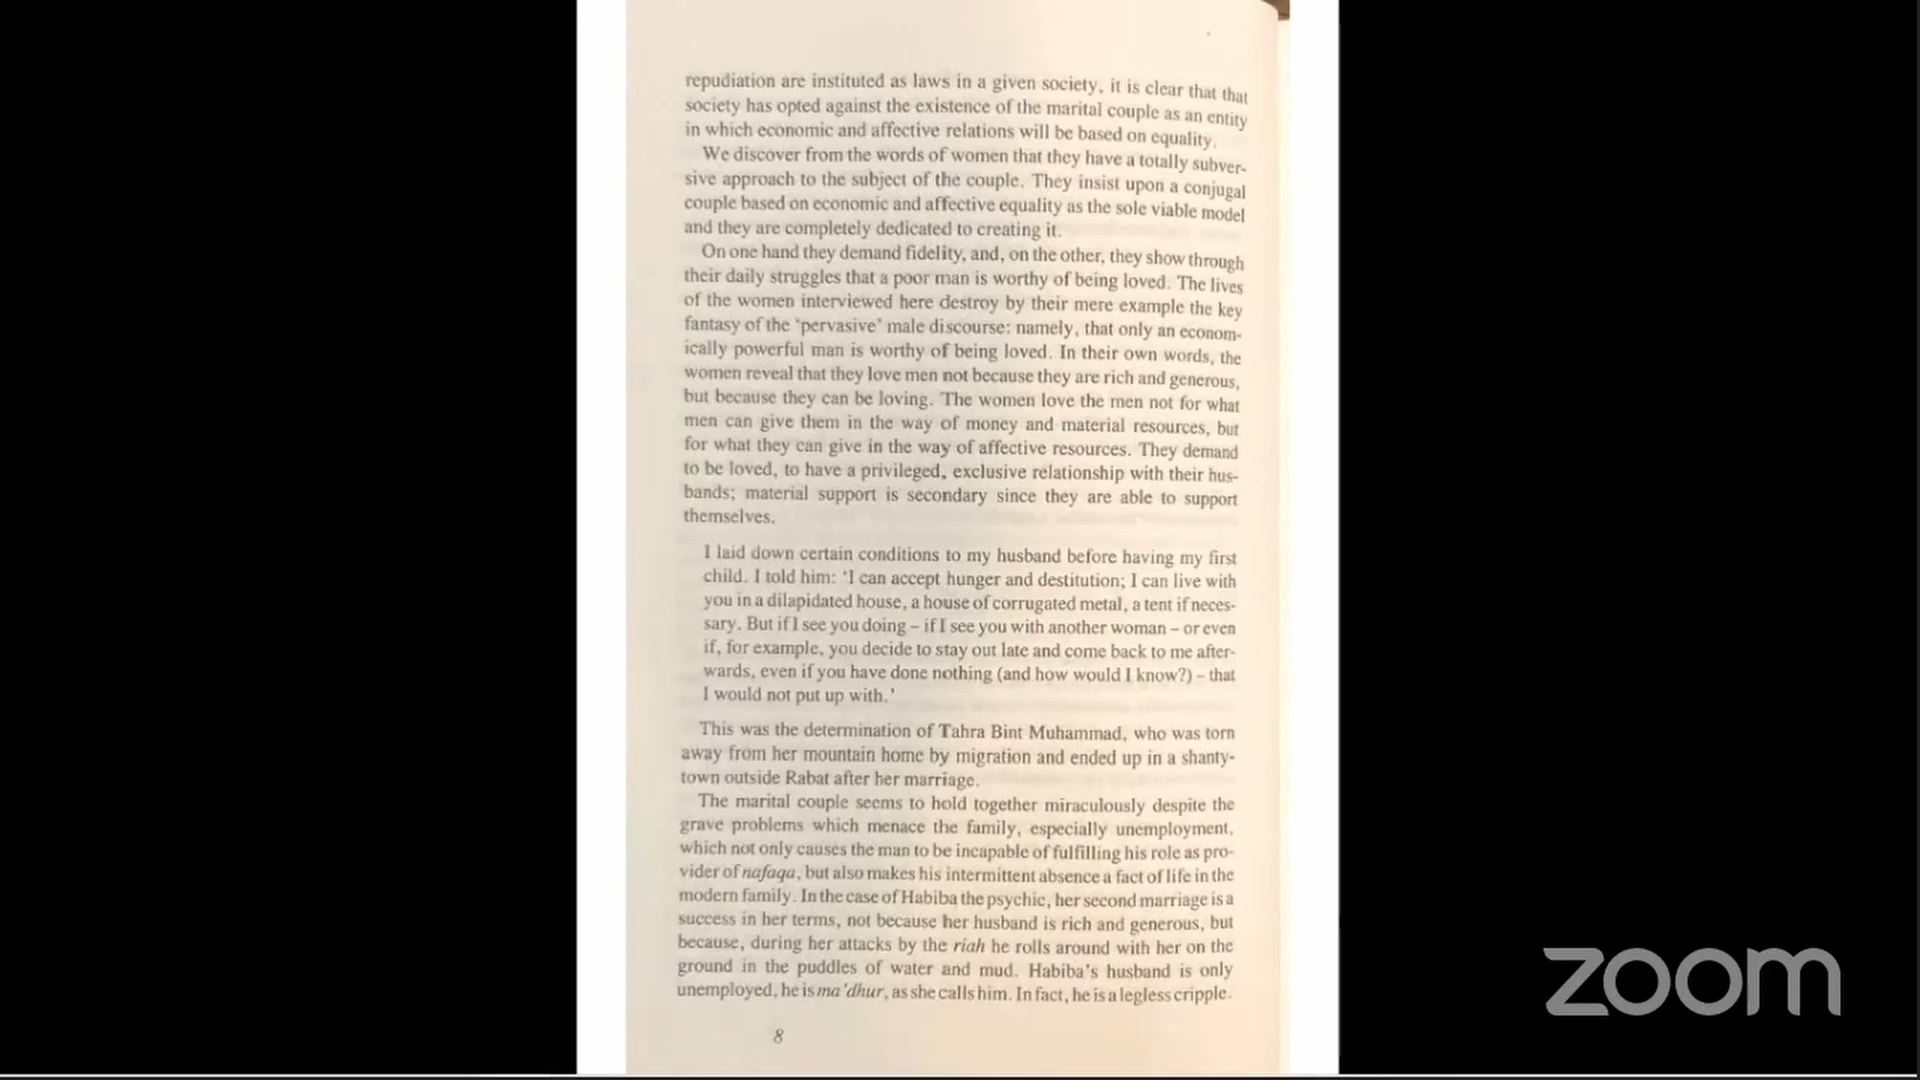 repudiation are instituted as laws in a given society, it is clear that that
society has opted against the existence of the marital couple as an entity
in which economic and affective relations will be based on equality.
We discover from the words of women that they have a totally subver-
sive approach to the subject of the couple. They insist upon a conjugal
couple based on economic and affective equality as the sole viable model
and they are completely dedicated to creating it.
On one hand they demand fidelity, and, on the other, they show through
their daily struggles that a poor man is worthy of being loved. The lives
of the women interviewed here destroy by their mere example the key
fantasy of the 'pervasive' male discourse: namely, that only an econom-
ically powerful man is worthy of being loved. In their own words, the
women reveal that they love men not because they are rich and generous,
but because they can be loving. The women love the men not for what
men can give them in the way of money and material resources, but
for what they can give in the way of affective resources. They demand
to be loved, to have a privileged, exclusive relationship with their hus-
bands; material support is secondary since they are able to support
themselves.
I laid down certain conditions to my husband before having my first
child. I told him: 'I can accept hunger and destitution; I can live with
you in a dilapidated house, a house of corrugated metal, a tent if neces-
sary. But if I see you doing – if I see you with another woman – or even
if, for example, you decide to stay out late and come back to me after-
wards, even if you have done nothing (and how would I know?) – that
I would not put up with.'
This was the determination of Tahra Bint Muhammad, who was torn
away from her mountain home by migration and ended up in a shanty-
town outside Rabat after her marriage.
The marital couple seems to hold together miraculously despite the
grave problems which menace the family, especially unemployment,
which not only causes the man to be incapable of fulfilling his role as pro-
vider of nafaqa, but also makes his intermittent absence a fact of life in the
modern family. In the case of Habiba the psychic, her second marriage is a
success in her terms, not because her husband is rich and generous, but
because, during her attacks by the riah he rolls around with her on the
ground in the puddles of water and mud. Habiba's husband is only
unemployed, he is ma'dhur, as she calls him. In fact, he is a legless cripple.
8
zoom